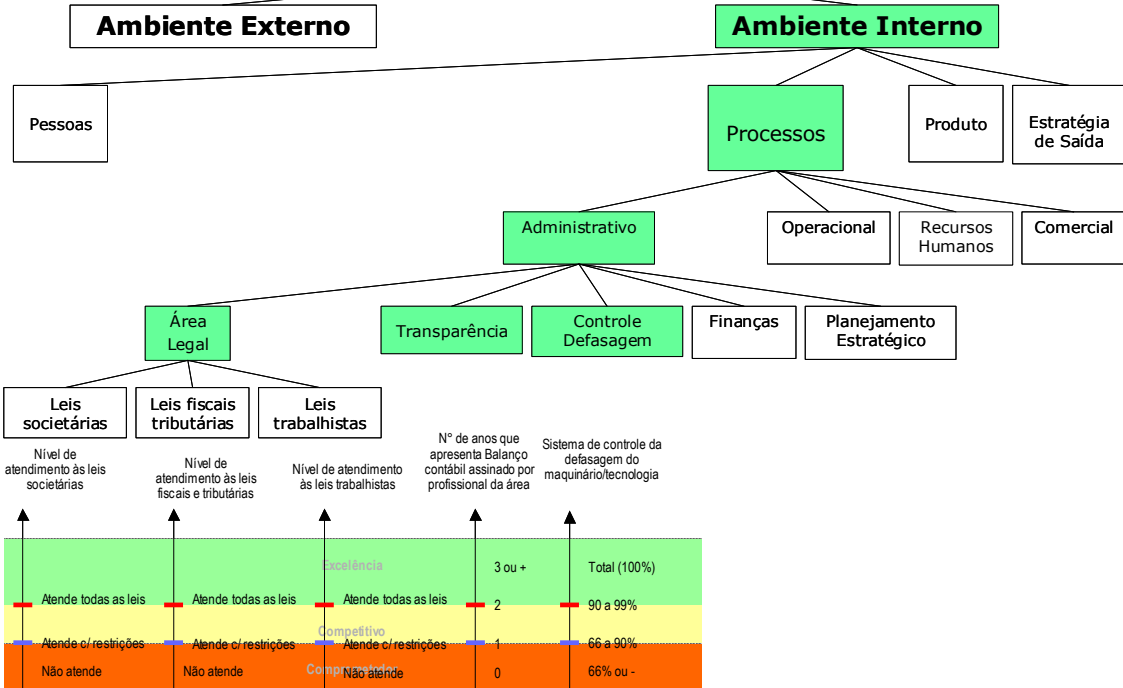 Ambiente Externo
Ambiente Interno
Pessoas
Processos
Produto
Estratégia
de Saída
Administrativo
Operacional
Recursos
Humanos
Comercial
Área
Legal
Transparência
Controle
Defasagem
Finanças
Planejamento
Estratégico
Leis
societárias
Leis fiscais
tributárias
Leis
trabalhistas
Nível de
atendimento às leis
societárias
Nível de
atendimento às leis
fiscais e tributárias
Nível de atendimento
às leis trabalhistas
N° de anos que
apresenta Balanço
contábil assinado por
profissional da área
Sistema de controle da
defasagem do
maquinário/tecnologia
Excelência
3 ou +
Total (100%)
Atende todas as leis
Atende todas as leis
Atende todas as leis
2
90 a 99%
Competitivo
Atende c/ restrições
Atende c/ restrições
Atende c/ restrições
1
66 a 90%
Comprometedor
Não atende
Não atende
Não atende
0
66% ou -